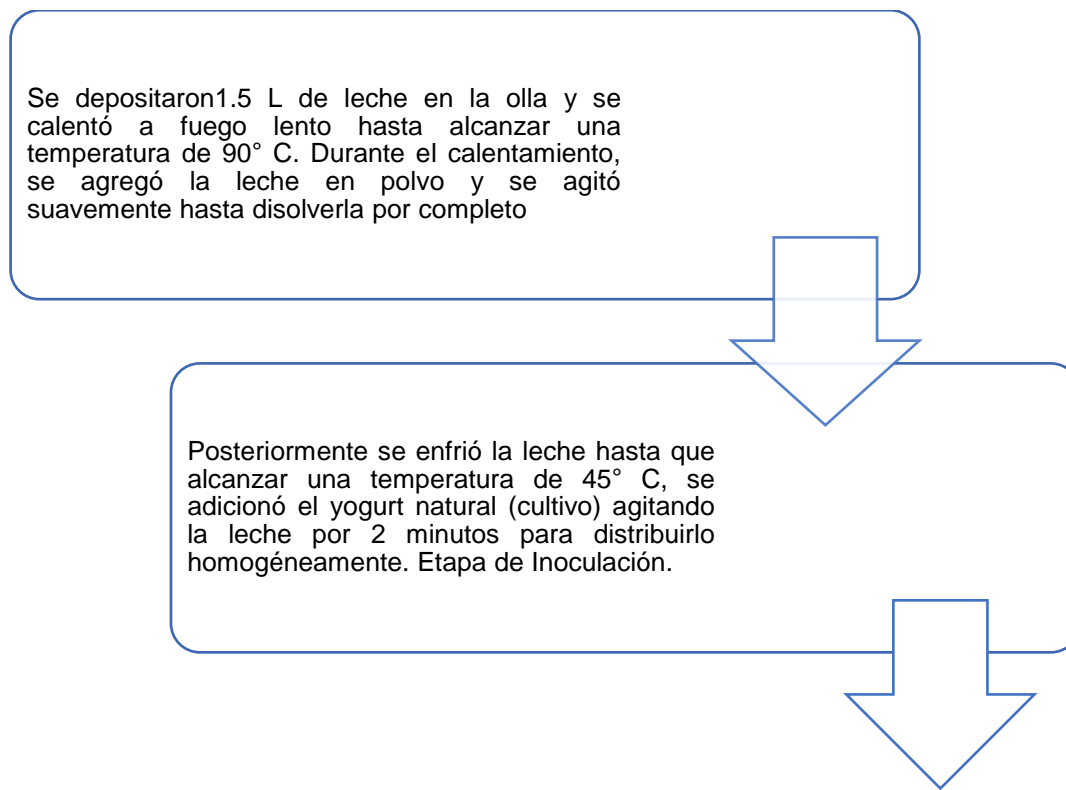 Se depositaron1.5 L de leche en la olla y se
calentó a fuego lento hasta alcanzar una
temperatura de 90° C. Durante el calentamiento,
se agregó la leche en polvo y se agitó
suavemente hasta disolverla por completo
Posteriormente se enfrió la leche hasta que
alcanzar una temperatura de 45° C, se
adicionó el yogurt natural (cultivo) agitando
la leche por 2 minutos para distribuirlo
homogéneamente. Etapa de Inoculación.